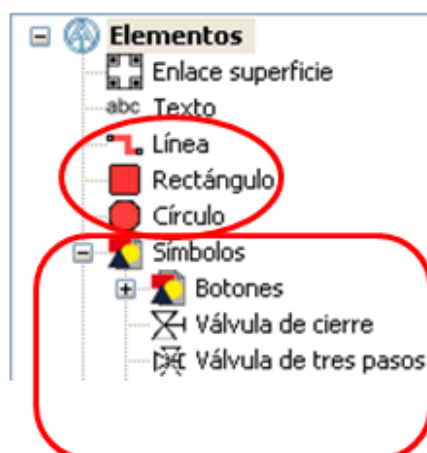 Elementos
Enlace superficie
abc Texto
Línea
Rectángulo
Círculo
Símbolos
Botones
Válvula de cierre
Válvula de tres pasos